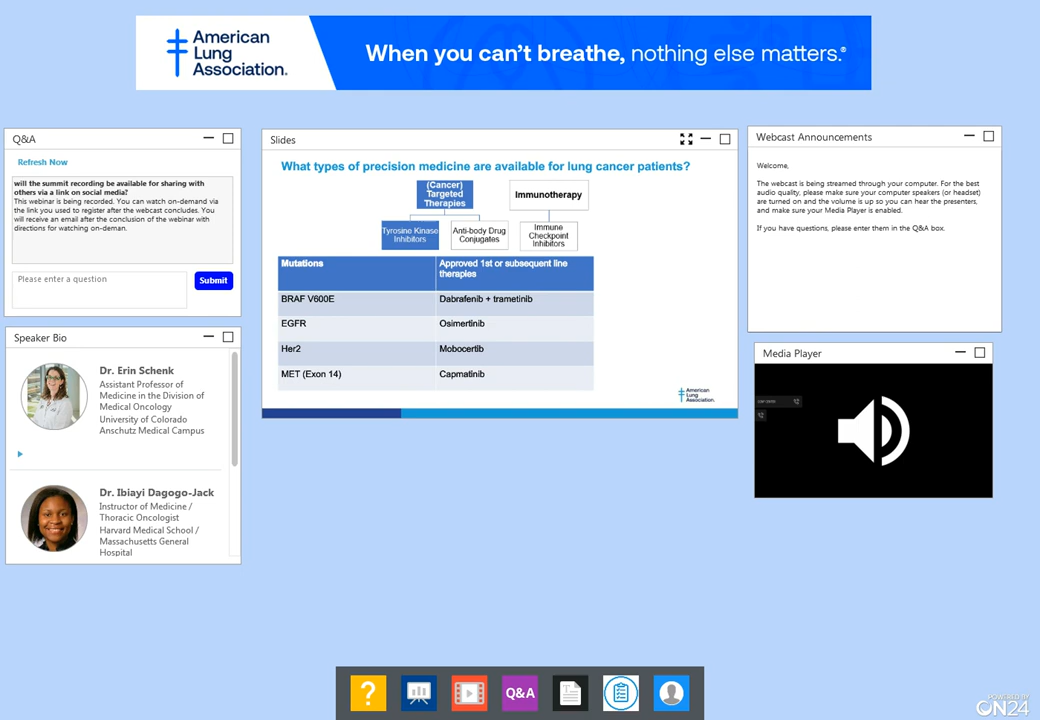 American
Lung
Association.
When you can't breathe, nothing else matters.®
Q&A
Refresh Now
will the summit recording be available for sharing with
others via a link on social media?
This webinar is being recorded. You can watch on-demand via
the link you used to register after the webcast concludes. You
will receive an email after the conclusion of the webinar with
directions for watching on-deman.
Please enter a question
Submit
Speaker Bio
Dr. Erin Schenk
Assistant Professor of
Medicine in the Division of
Medical Oncology
University of Colorado
Anschutz Medical Campus
Dr. Ibiayi Dagogo-Jack
Instructor of Medicine /
Thoracic Oncologist
Harvard Medical School /
Massachusetts General
Hospital
Slides
What types of precision medicine are available for lung cancer patients?
(Cancer)
Targeted
Therapies
Immunotherapy
Tyrosine Kinase
Inhibitors
Anti-body Drug
Conjugates
Immune
Checkpoint
Inhibitors
Mutations
Approved 1st or subsequent line
therapies
BRAF V600E
Dabrafenib + trametinib
EGFR
Osimertinib
Her2
Mobocertib
MET (Exon 14)
Capmatinib
American
Lung
Association.
Webcast Announcements
Welcome,
The webcast is being streamed through your computer. For the best
audio quality, please make sure your computer speakers (or headset)
are turned on and the volume is up so you can hear the presenters,
and make sure your Media Player is enabled.
If you have questions, please enter them in the Q&A box.
Media Player
?
Q&A
POWERED BY
ON24